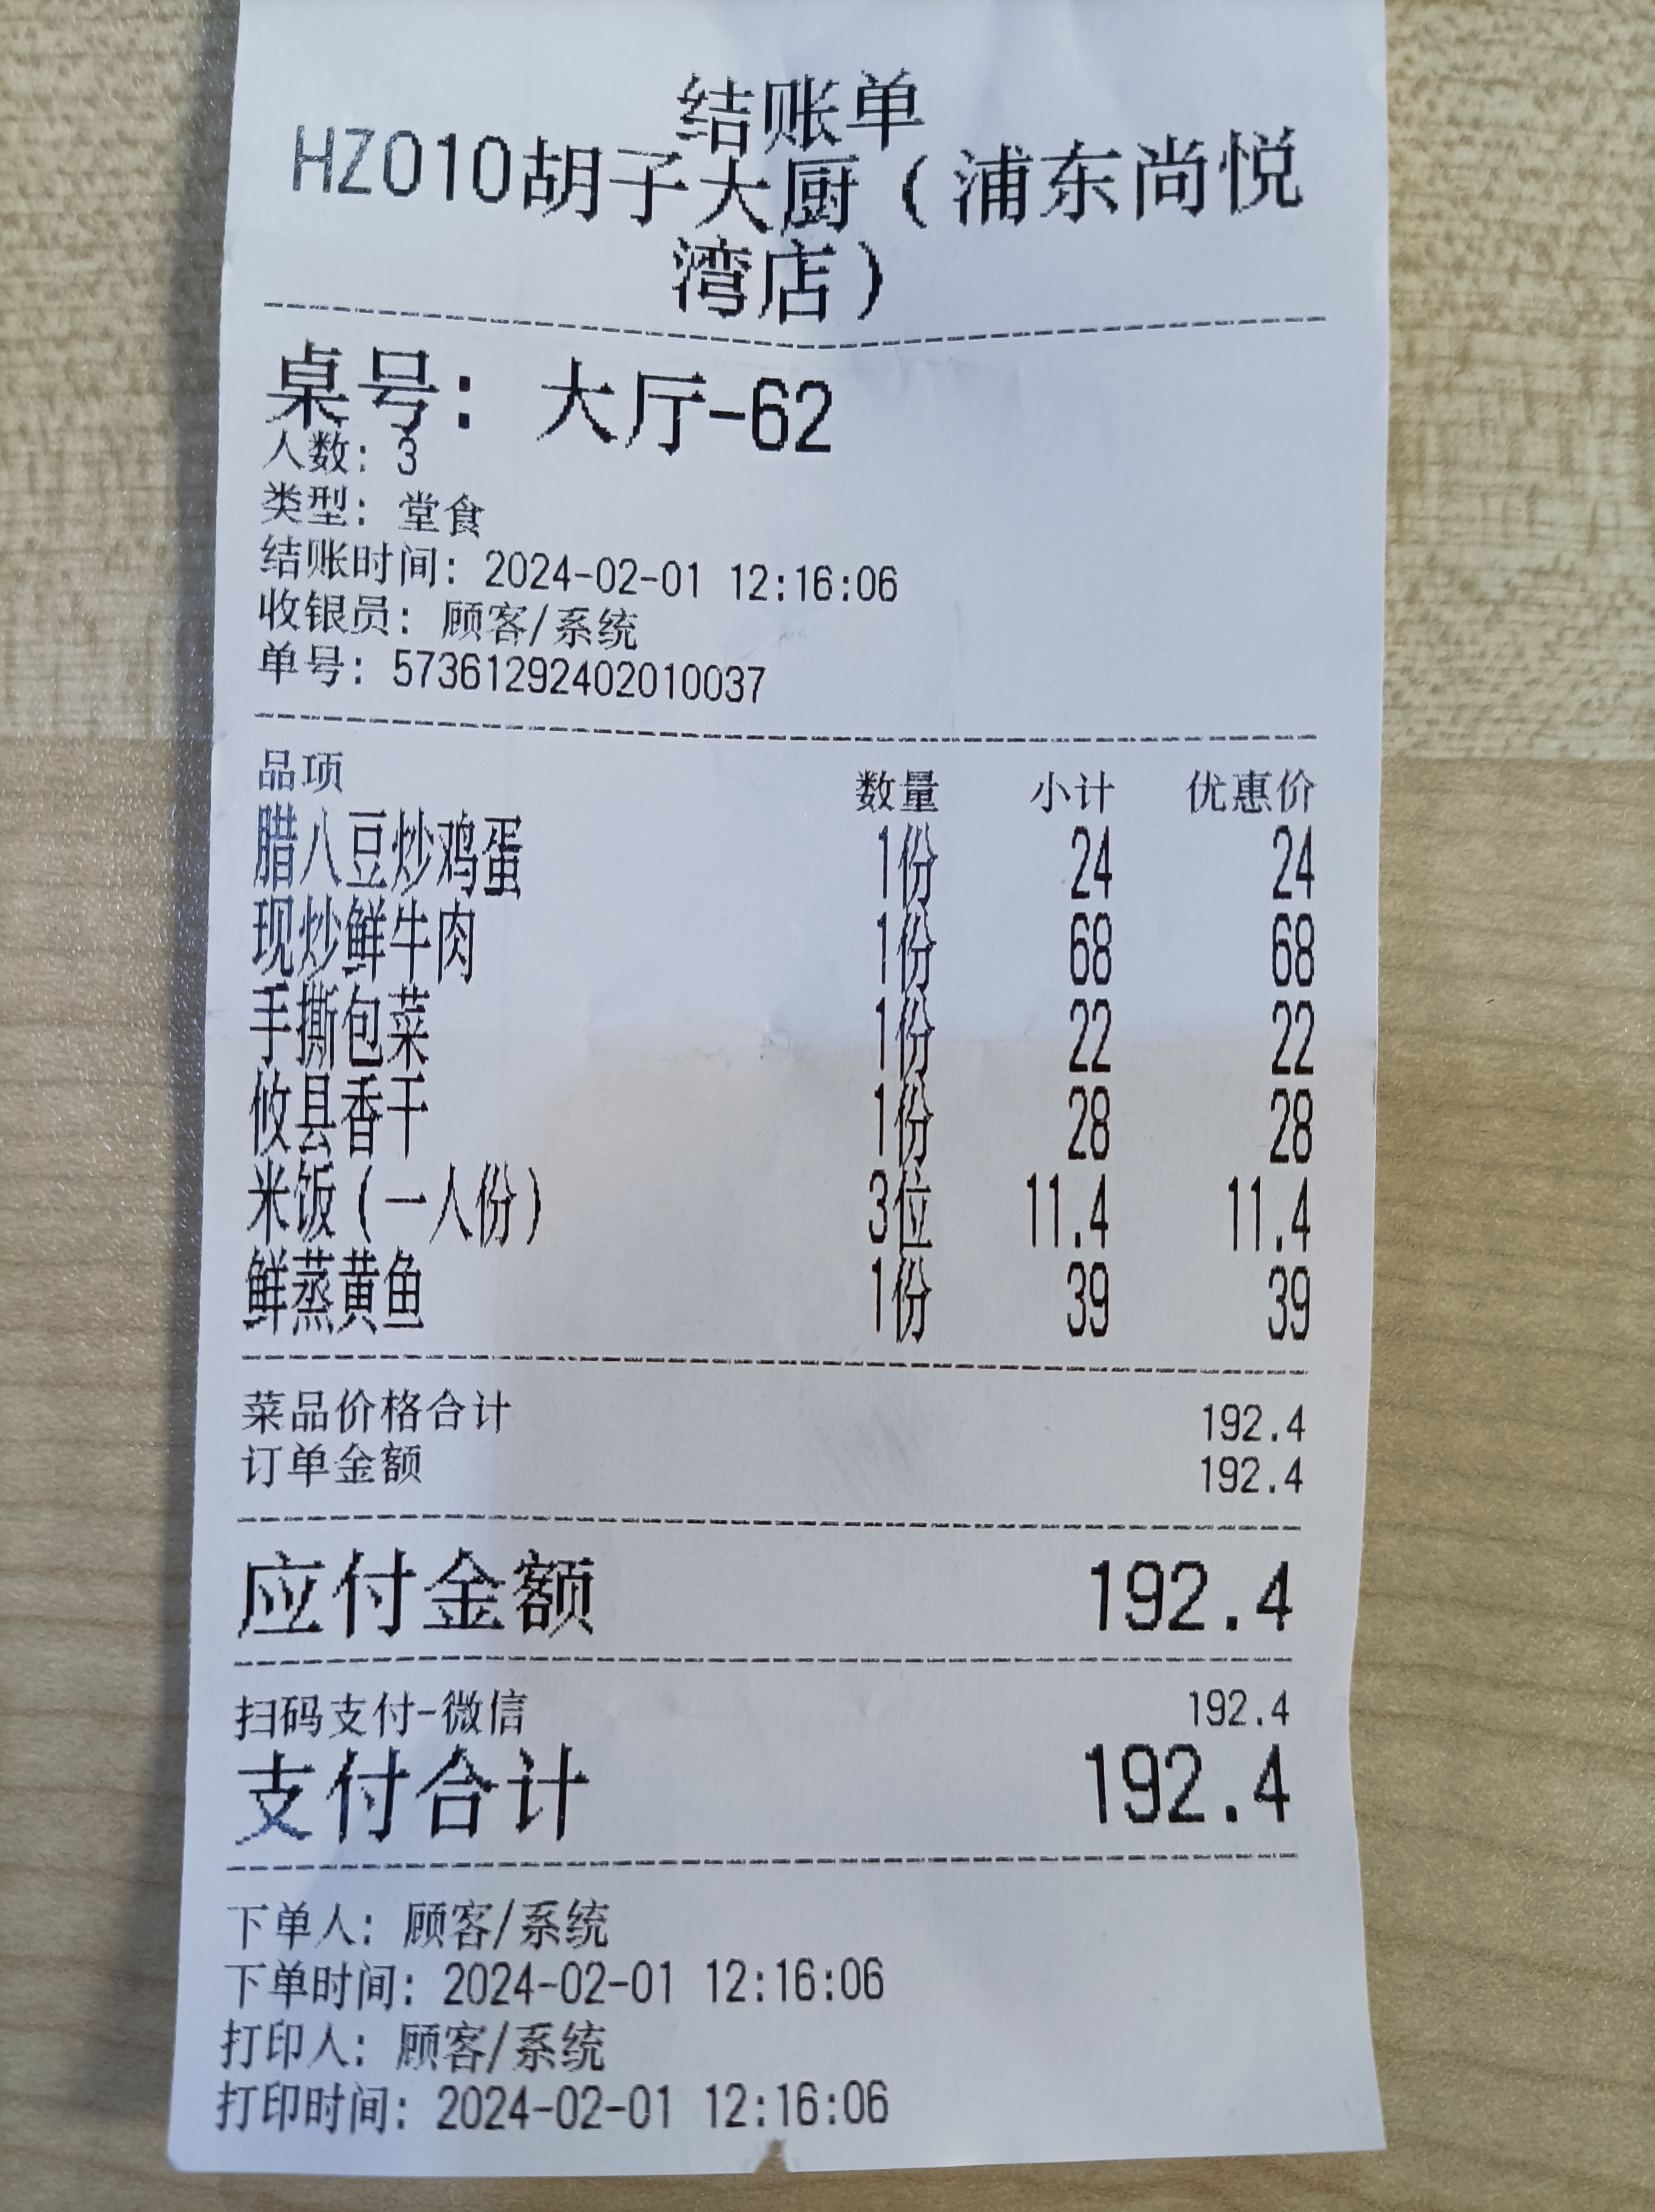 结账单
HZ010胡子大厨(浦东尚悦
湾店)
桌号: 大厅-62
人数: 3
类型: 堂食
结账时间: 2024-02-01 12:16:06
收银员: 顾客/系统
单号: 57361292402010037
品项 数量 小计 优惠价
腊八豆炒鸡蛋 1份 24 24
现炒鲜牛肉 1份 68 68
手撕包菜 1份 22 22
攸县香干 1份 28 28
米饭(一人份) 3位 11.4 11.4
鲜蒸黄鱼 1份 39 39
菜品价格合计 192.4
订单金额 192.4
应付金额 192.4
扫码支付-微信 192.4
支付合计 192.4
下单人: 顾客/系统
下单时间: 2024-02-01 12:16:06
打印人: 顾客/系统
打印时间: 2024-02-01 12:16:06